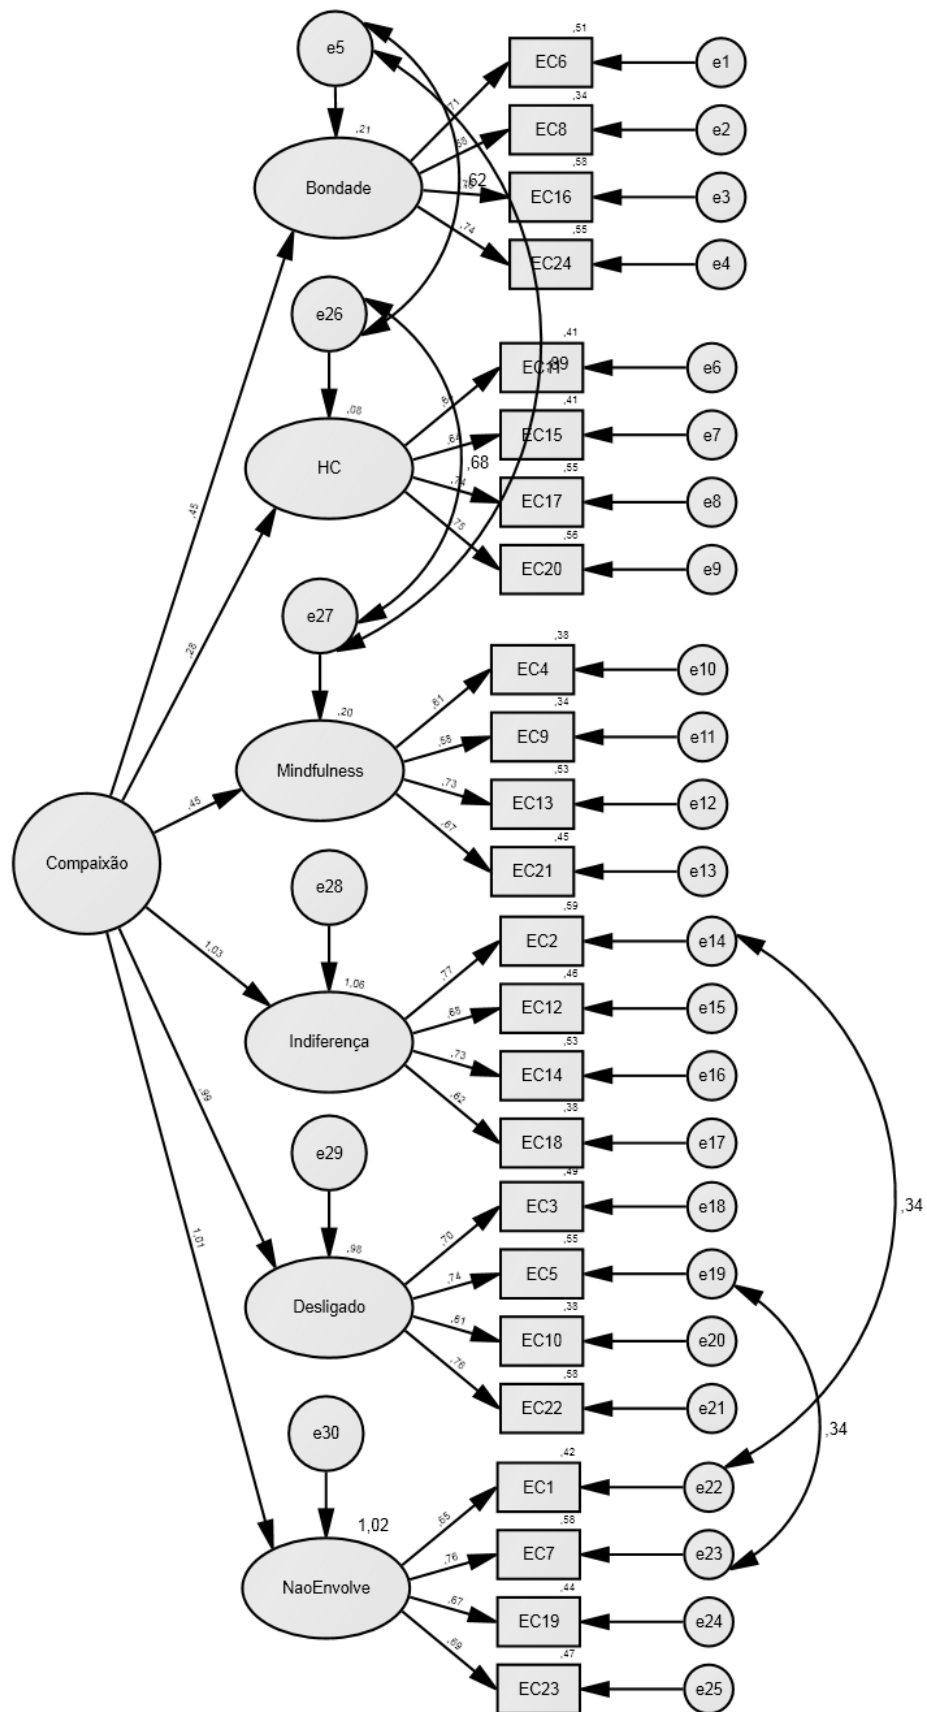 e5
,51
EC6
e1
,71
,21
,34
EC8
e2
Bondade
,58
EC16
e3
,62
,74
,55
EC24
e4
e26
,41
EC11
,89
e6
,08
,41
,64
EC15
e7
HC
,68
,74
,55
EC17
e8
,75
,56
EC20
e9
,45
,28
e27
,38
EC4
e10
,61
,20
,34
,58
EC9
e11
Mindfulness
,53
,73
EC13
e12
,45
,67
,45
EC21
e13
Compaixão
e28
,59
EC2
e14
1,03
,77
1,06
,46
,68
EC12
e15
Indiferença
,53
,73
EC14
e16
,62
,38
EC18
e17
,99
e29
,49
EC3
e18
,34
1,01
,70
,98
,55
,74
EC5
e19
Desligado
,38
,61
EC10
e20
,76
,58
EC22
e21
,34
e30
,42
EC1
e22
,65
1,02
,58
,76
EC7
e23
NaoEnvolve
,44
,67
EC19
e24
,69
,47
EC23
e25